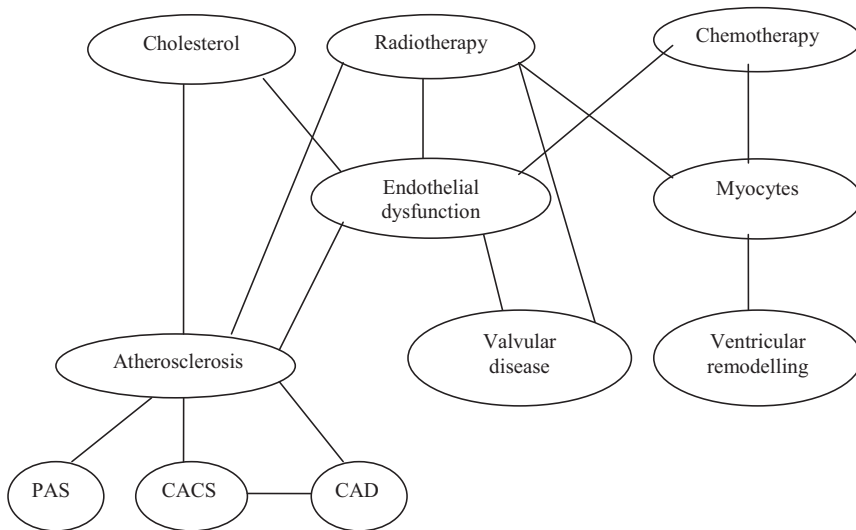 Cholesterol
Radiotherapy
Chemotherapy
Endothelial
dysfunction
Myocytes
Atherosclerosis
Valvular
disease
Ventricular
remodelling
PAS
CACS
CAD